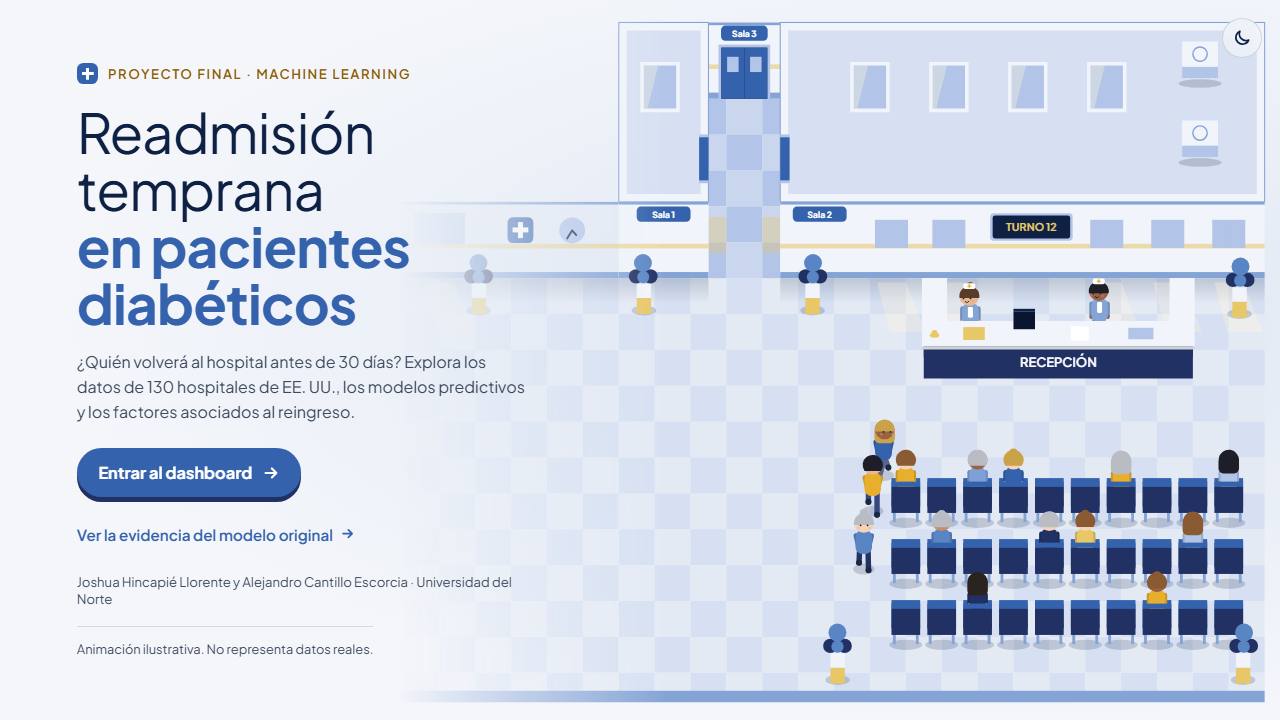 PROYECTO FINAL · MACHINE LEARNING
Readmisión
temprana
en pacientes
diabéticos
¿Quién volverá al hospital antes de 30 días? Explora los
datos de 130 hospitales de EE. UU., los modelos predictivos
y los factores asociados al reingreso.
Entrar al dashboard →
Ver la evidencia del modelo original →
Joshua Hincapié Llorente y Alejandro Cantillo Escorcia · Universidad del
Norte
Animación ilustrativa. No representa datos reales.
Sala 3
Sala 1
Sala 2
TURNO 12
RECEPCIÓN